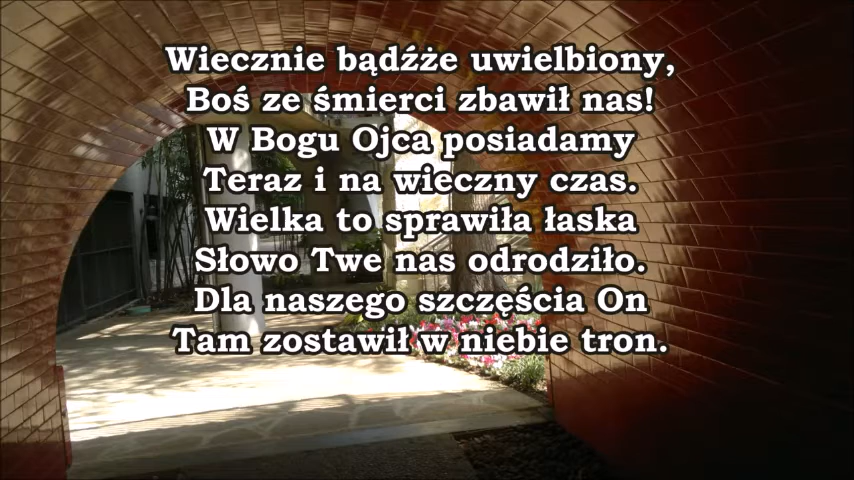 Wiecznie bądźże uwielbiony,
Boś ze śmierci zbawił nas!
W Bogu Ojca posiadamy
Teraz i na wieczny czas.
Wielka to sprawiła łaska
Słowo Twe nas odrodziło.
Dla naszego szczęścia On
Tam zostawił w niebie tron.